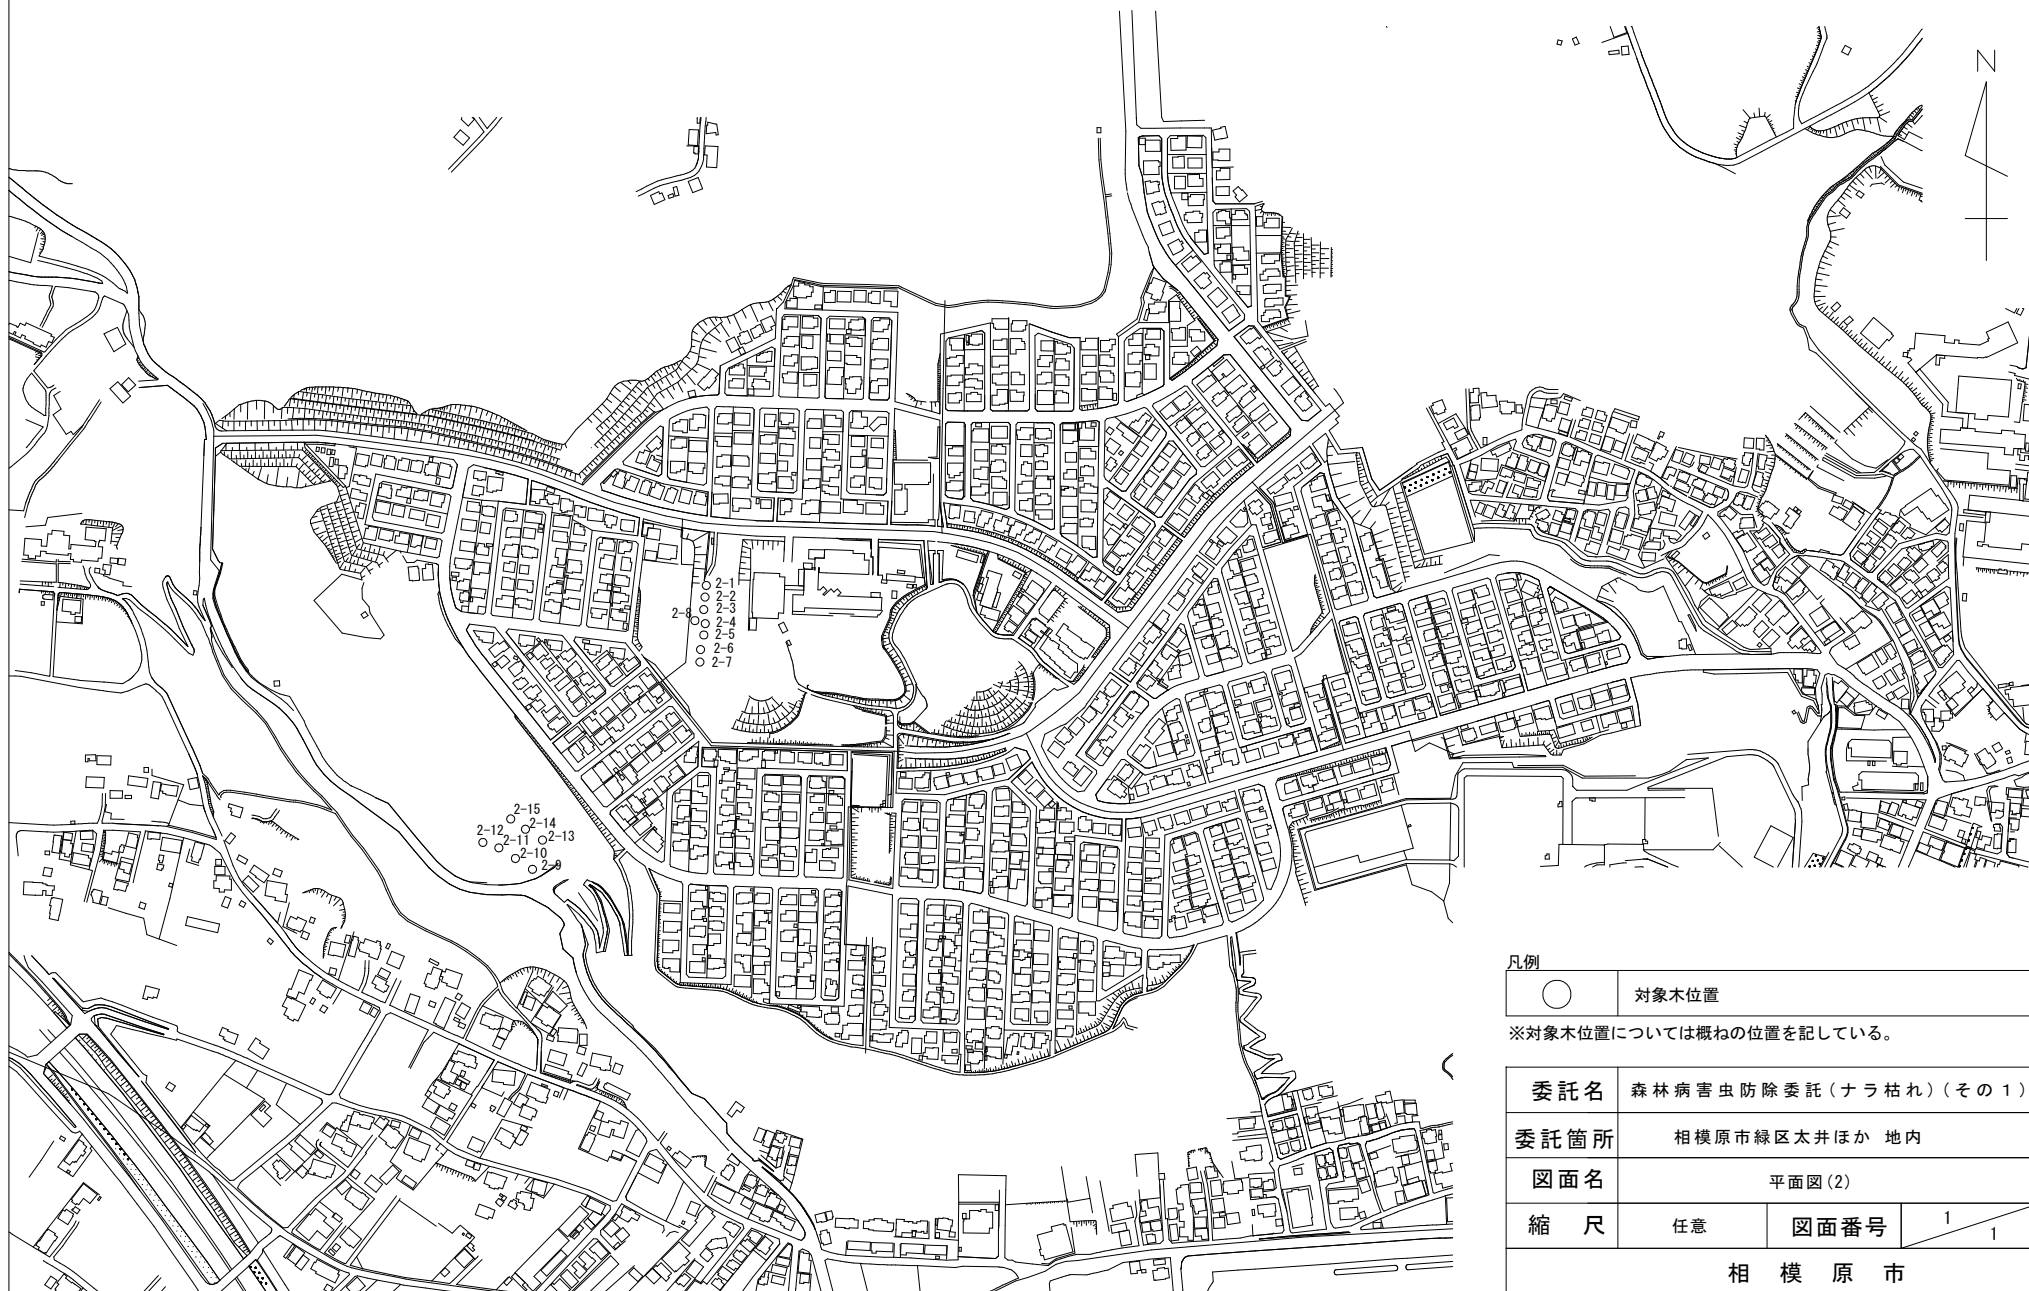 N
2-1
2-2
2-3
2-8
2-4
2-5
2-6
2-7
2-15
2-12
2-14
2-11
2-13
2-10
2-9
凡例
対象木位置
※対象木位置については概ねの位置を記している。
委託名 森林病害虫防除委託(ナラ枯れ)(その1)
委託箇所 相模原市緑区太井ほか 地内
図面名 平面図(2)
縮 尺 任意 図面番号 1 / 1
相 模 原 市